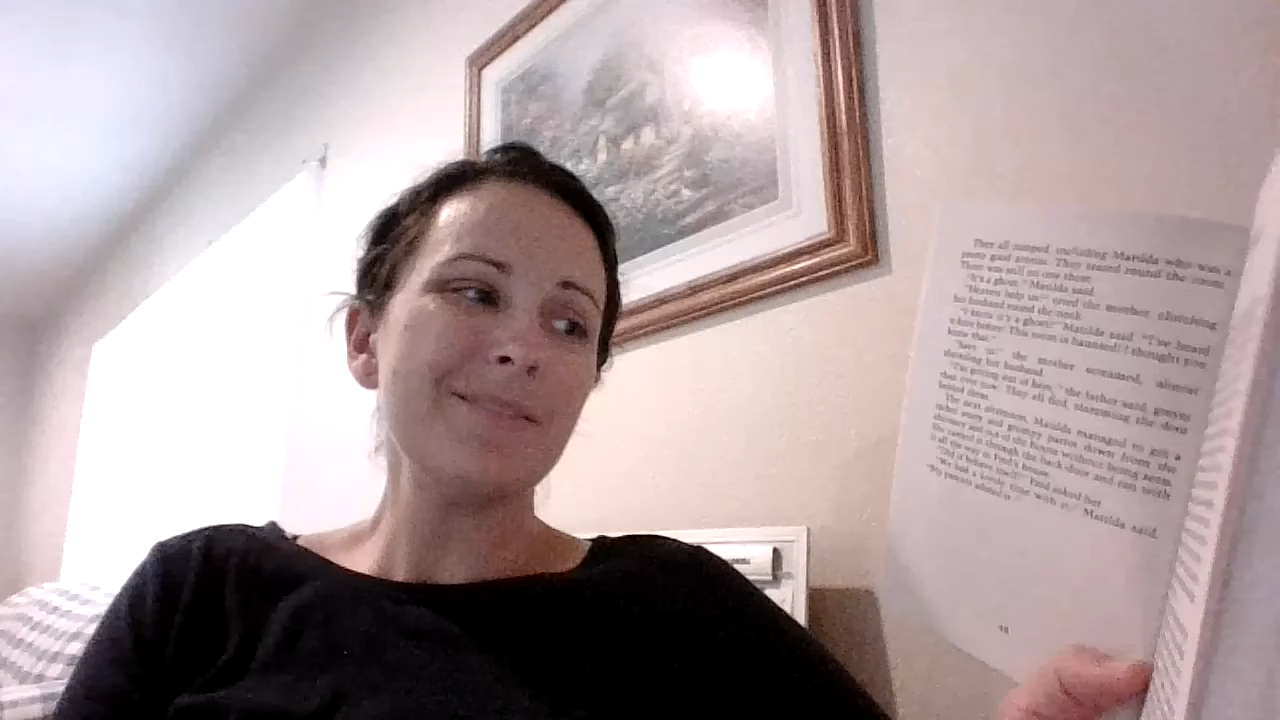 They all jumped, including Matilda who was a
pretty good actress. They stared round the room.
There was still no one there.
"It's a ghost," Matilda said.
"Heaven help us!" cried the mother, clutching
her husband round the neck.
"I know it's a ghost!" Matilda said. "I've heard
it here before! This room is haunted! I thought you
knew that."
"Save us!" the mother screamed, almost
throttling her husband.
"I'm getting out of here," the father said, greyer
than ever now. They all fled, slamming the door
behind them.
The next afternoon, Matilda managed to get a
rather sooty and grumpy parrot down from the
chimney and out of the house without being seen.
She carried it through the back-door and ran with
it all the way to Fred's house.
"Did it behave itself?" Fred asked her.
"We had a lovely time with it," Matilda said.
"My parents adored it."
48